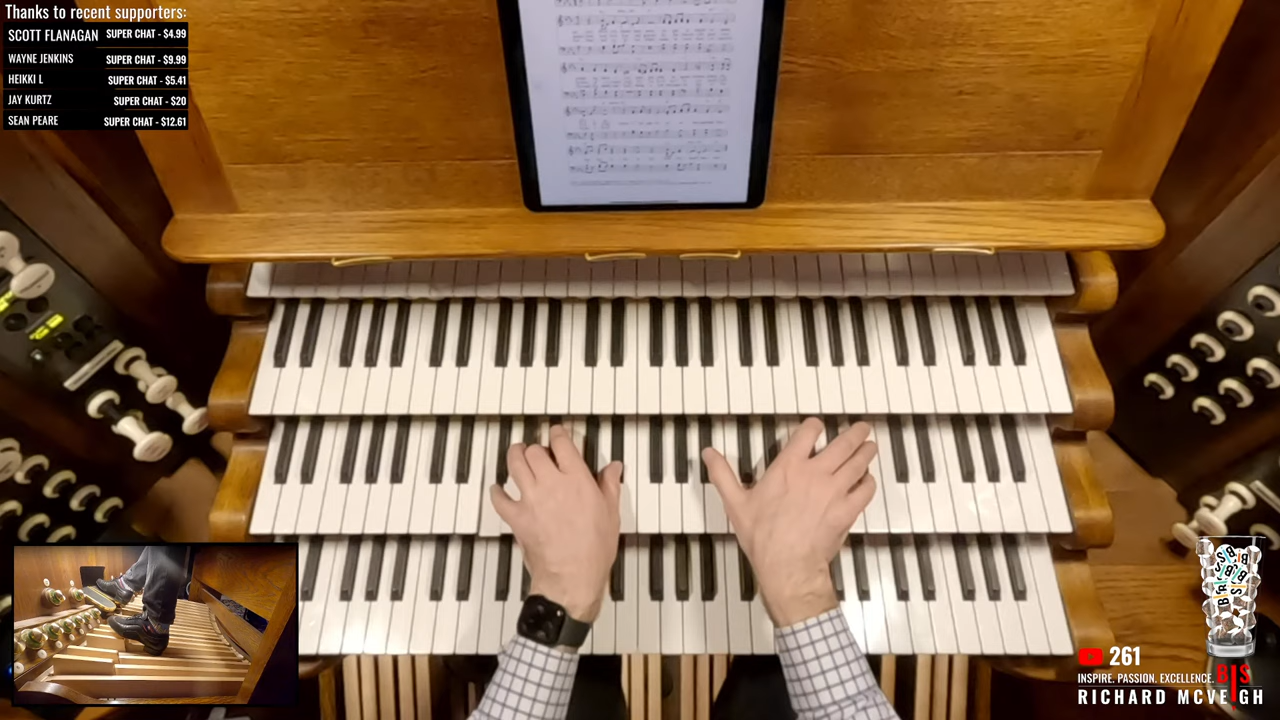 Thanks to recent supporters:
SCOTT FLANAGAN SUPER CHAT - $4.99
WAYNE JENKINS SUPER CHAT - $9.99
HEIKKI L SUPER CHAT - $5.41
JAY KURTZ SUPER CHAT - $20
SEAN PEARE SUPER CHAT - $12.61
261
INSPIRE. PASSION. EXCELLENCE. BIS
RICHARD MCVEIGH